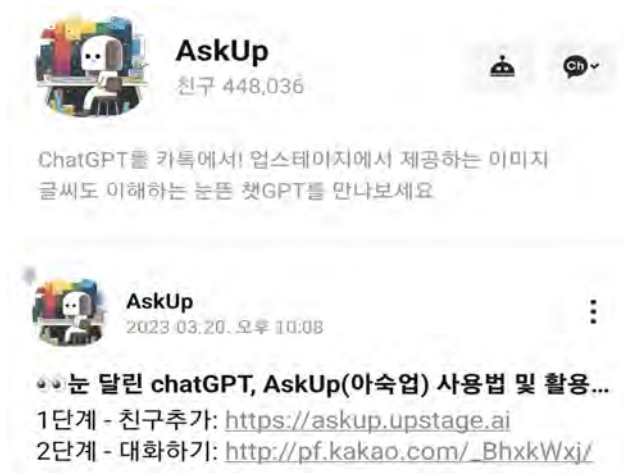 AskUp
친구 448,036
Ch
ChatGPT를 카톡에서! 업스테이지에서 제공하는 이미지
글씨도 이해하는 눈뜬 챗GPT를 만나보세요
AskUp
2023.03.20. 오후 10:08
👀눈 달린 chatGPT, AskUp(아숙업) 사용법 및 활용...
1단계 - 친구추가: https://askup.upstage.ai
2단계 - 대화하기: http://pf.kakao.com/_BhxkWxj/